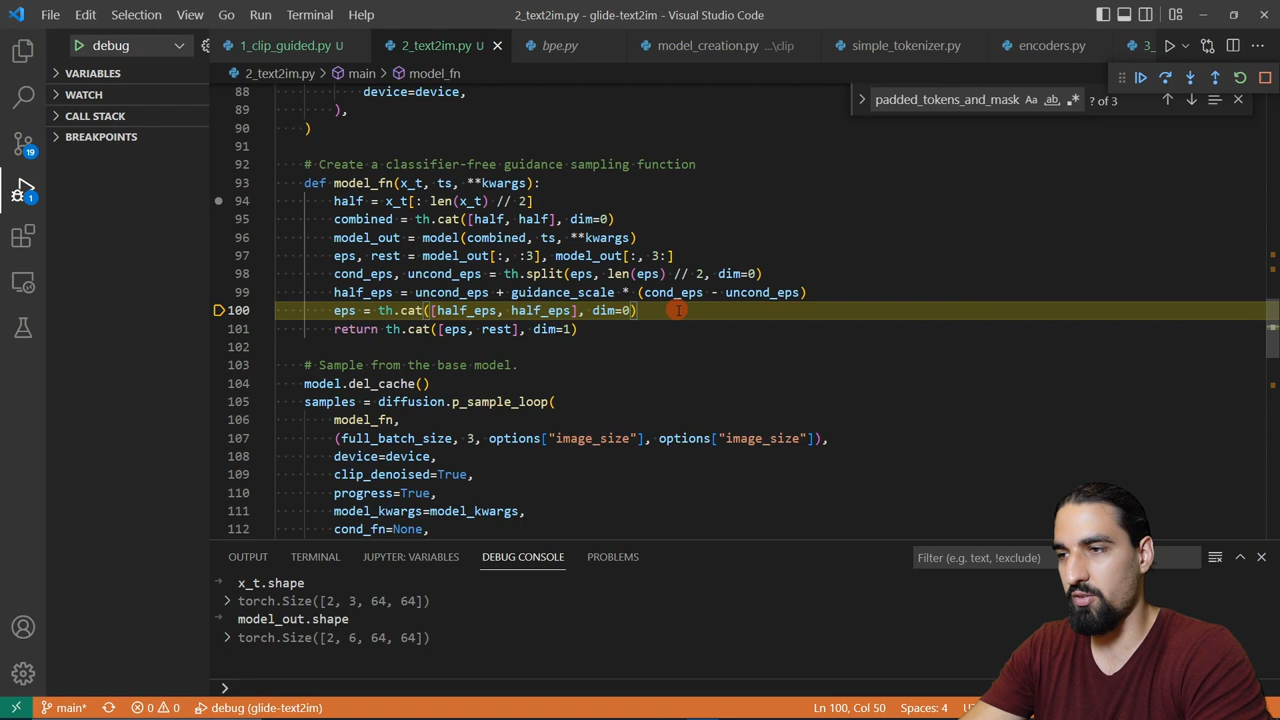 File Edit Selection View Go Run Terminal Help
2_text2im.py - glide-text2im - Visual Studio Code
debug
1_clip_guided.py U
2_text2im.py U
bpe.py
model_creation.py ...\clip
simple_tokenizer.py
encoders.py
3_
VARIABLES
WATCH
CALL STACK
BREAKPOINTS
2_text2im.py > main > model_fn
padded_tokens_and_mask Aa ab .* ? of 3
88 device=device,
89 ),
90 )
91
92 # Create a classifier-free guidance sampling function
93 def model_fn(x_t, ts, **kwargs):
94 half = x_t[: len(x_t) // 2]
95 combined = th.cat([half, half], dim=0)
96 model_out = model(combined, ts, **kwargs)
97 eps, rest = model_out[:, :3], model_out[:, 3:]
98 cond_eps, uncond_eps = th.split(eps, len(eps) // 2, dim=0)
99 half_eps = uncond_eps + guidance_scale * (cond_eps - uncond_eps)
100 eps = th.cat([half_eps, half_eps], dim=0)
101 return th.cat([eps, rest], dim=1)
102
103 # Sample from the base model.
104 model.del_cache()
105 samples = diffusion.p_sample_loop(
106 model_fn,
107 (full_batch_size, 3, options["image_size"], options["image_size"]),
108 device=device,
109 clip_denoised=True,
110 progress=True,
111 model_kwargs=model_kwargs,
112 cond_fn=None,
19
1
OUTPUT TERMINAL JUPYTER: VARIABLES DEBUG CONSOLE PROBLEMS
Filter (e.g. text, !exclude)
x_t.shape
torch.Size([2, 3, 64, 64])
model_out.shape
torch.Size([2, 6, 64, 64])
main* 0 0 debug (glide-text2im)
Ln 100, Col 50 Spaces: 4